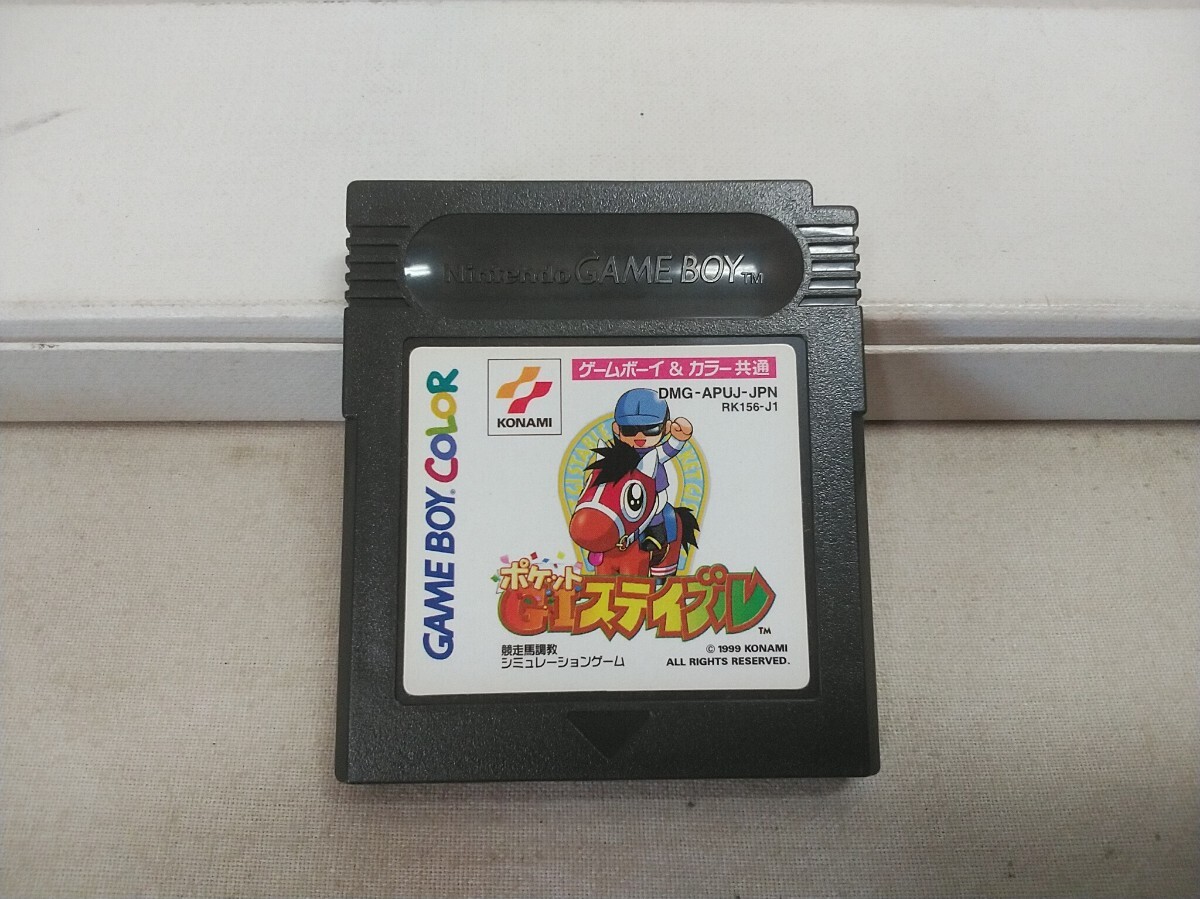 Nintendo GAME BOY TM
GAME BOY COLOR
KONAMI
ゲームボーイ & カラー共通
DMG-APUJ-JPN
RK156-J1
ポケット
GIステイブル TM
競走馬調教
シミュレーションゲーム
© 1999 KONAMI
ALL RIGHTS RESERVED.